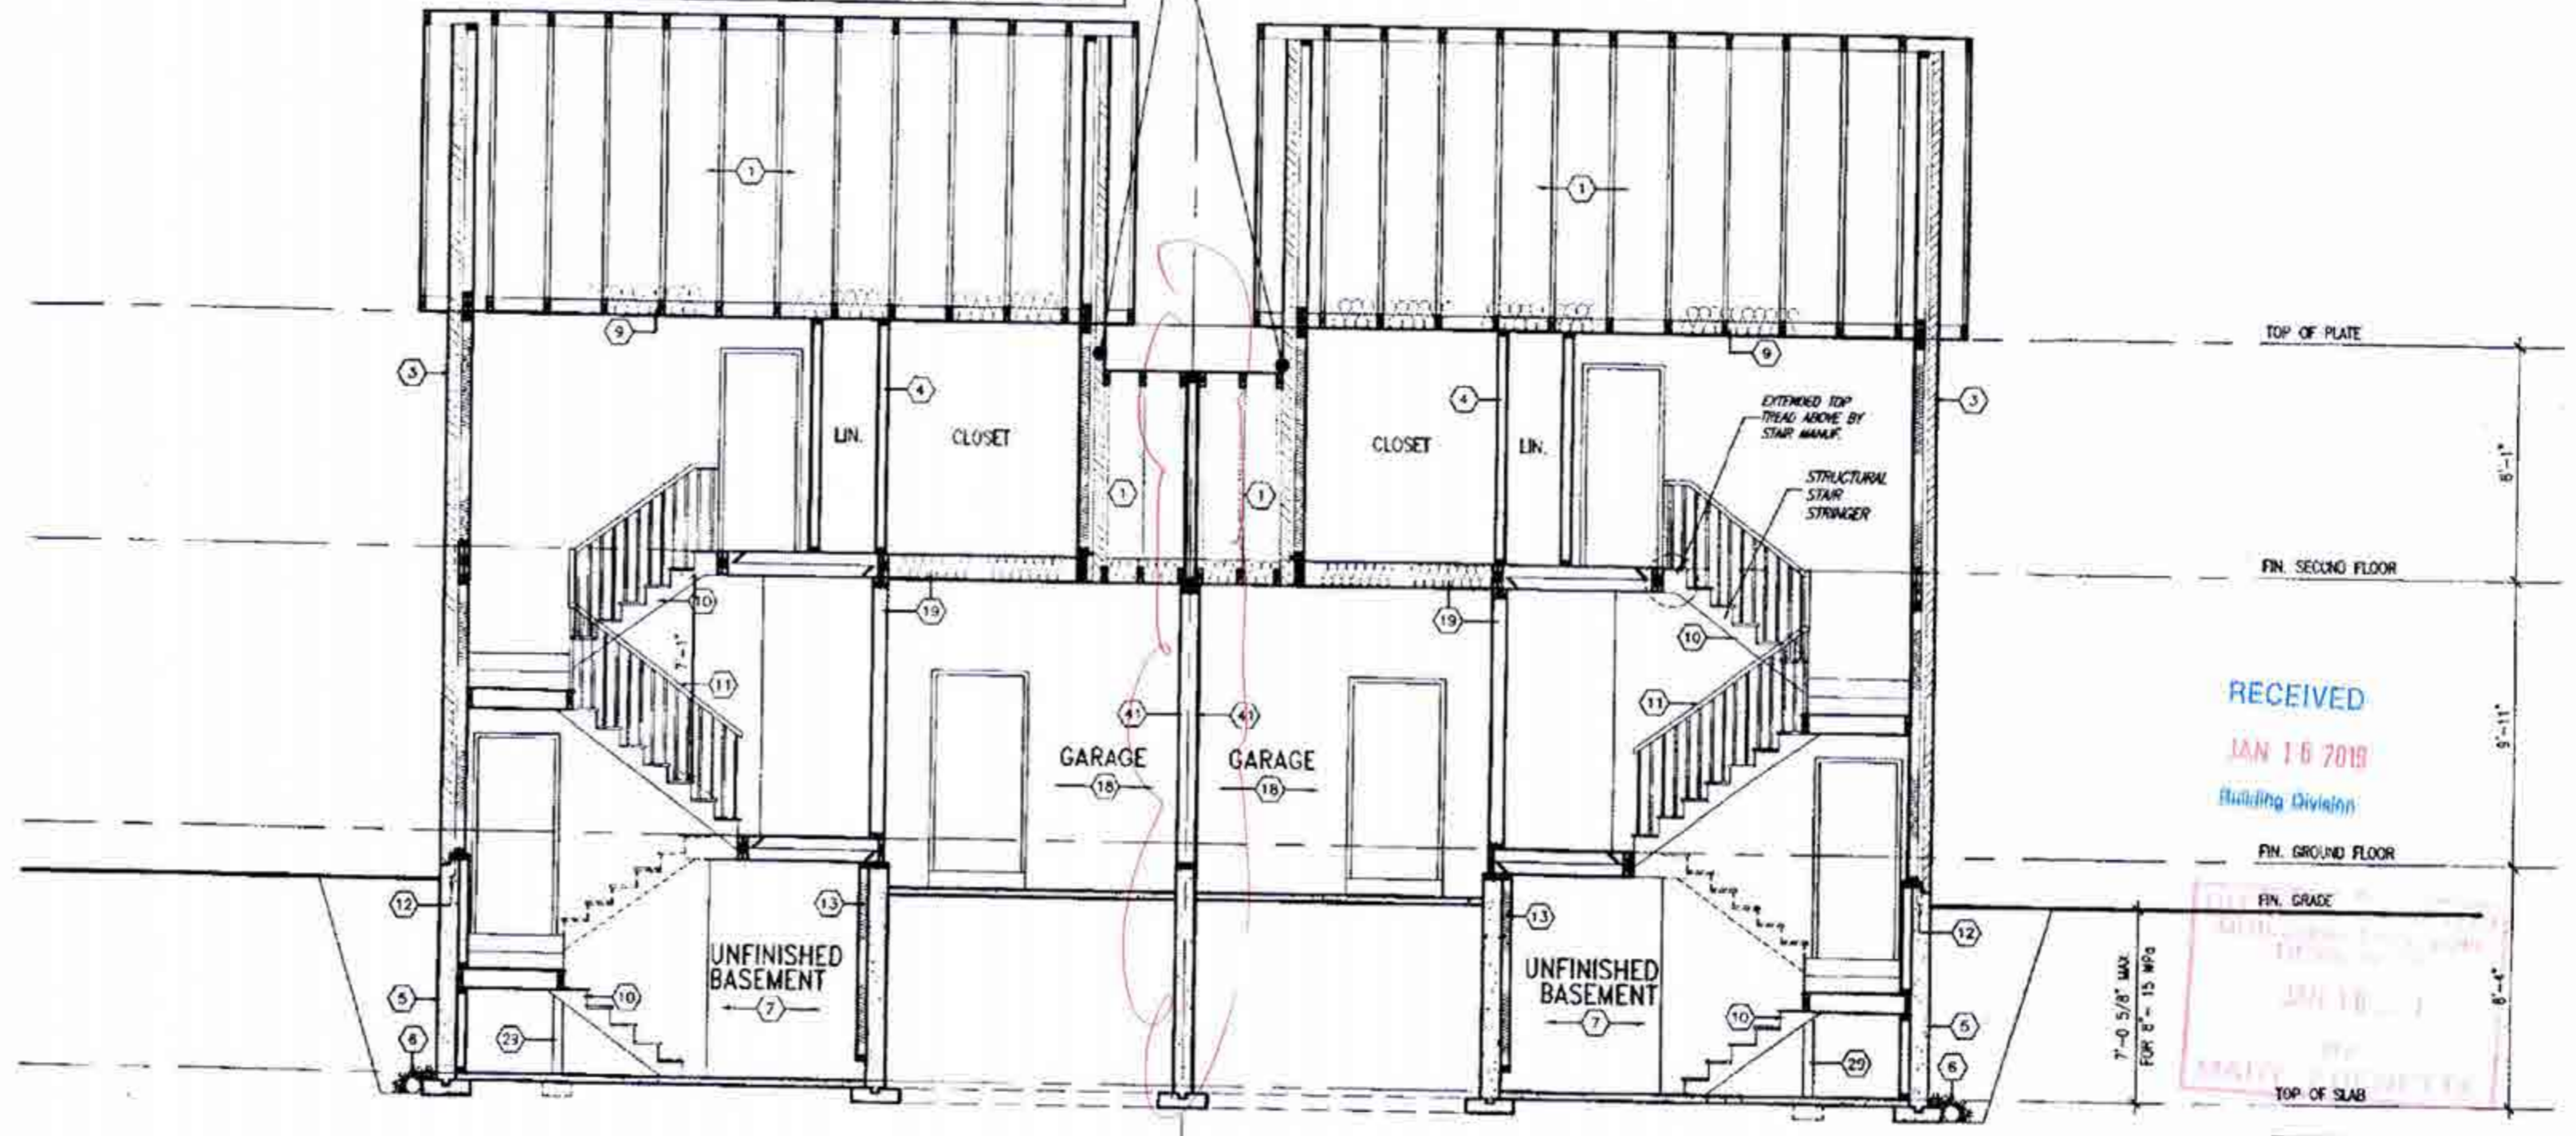 1
1
TOP OF PLATE
9
9
3
3
4
4
LIN.
CLOSET
CLOSET
LIN.
EXTENDED TOP
TREAD ABOVE BY
STAIR MANUF.
STRUCTURAL
STAIR
STRINGER
8'-1"
1
1
FIN. SECOND FLOOR
10
19
19
10
7'-1"
11
11
41
41
GARAGE
18
GARAGE
18
9'-11"
RECEIVED
JAN 16 2019
Building Division
FIN. GROUND FLOOR
FIN. GRADE
12
13
13
12
UNFINISHED
BASEMENT
7
UNFINISHED
BASEMENT
7
5
10
10
5
6
29
29
6
7'-0 5/8" MAX.
FOR 8"- 15 MPa
8'-4"
TOP OF SLAB